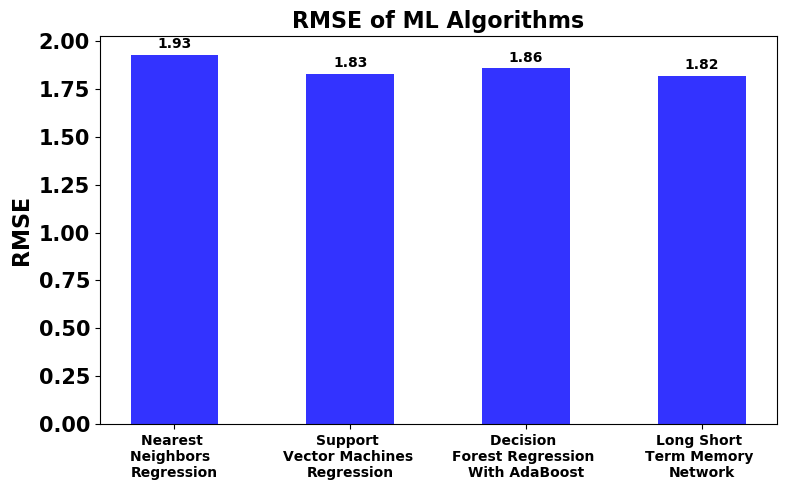 RMSE of ML Algorithms
RMSE
2.00
1.75
1.50
1.25
1.00
0.75
0.50
0.25
0.00
1.93
1.83
1.86
1.82
Nearest
Neighbors
Regression
Support
Vector Machines
Regression
Decision
Forest Regression
With AdaBoost
Long Short
Term Memory
Network